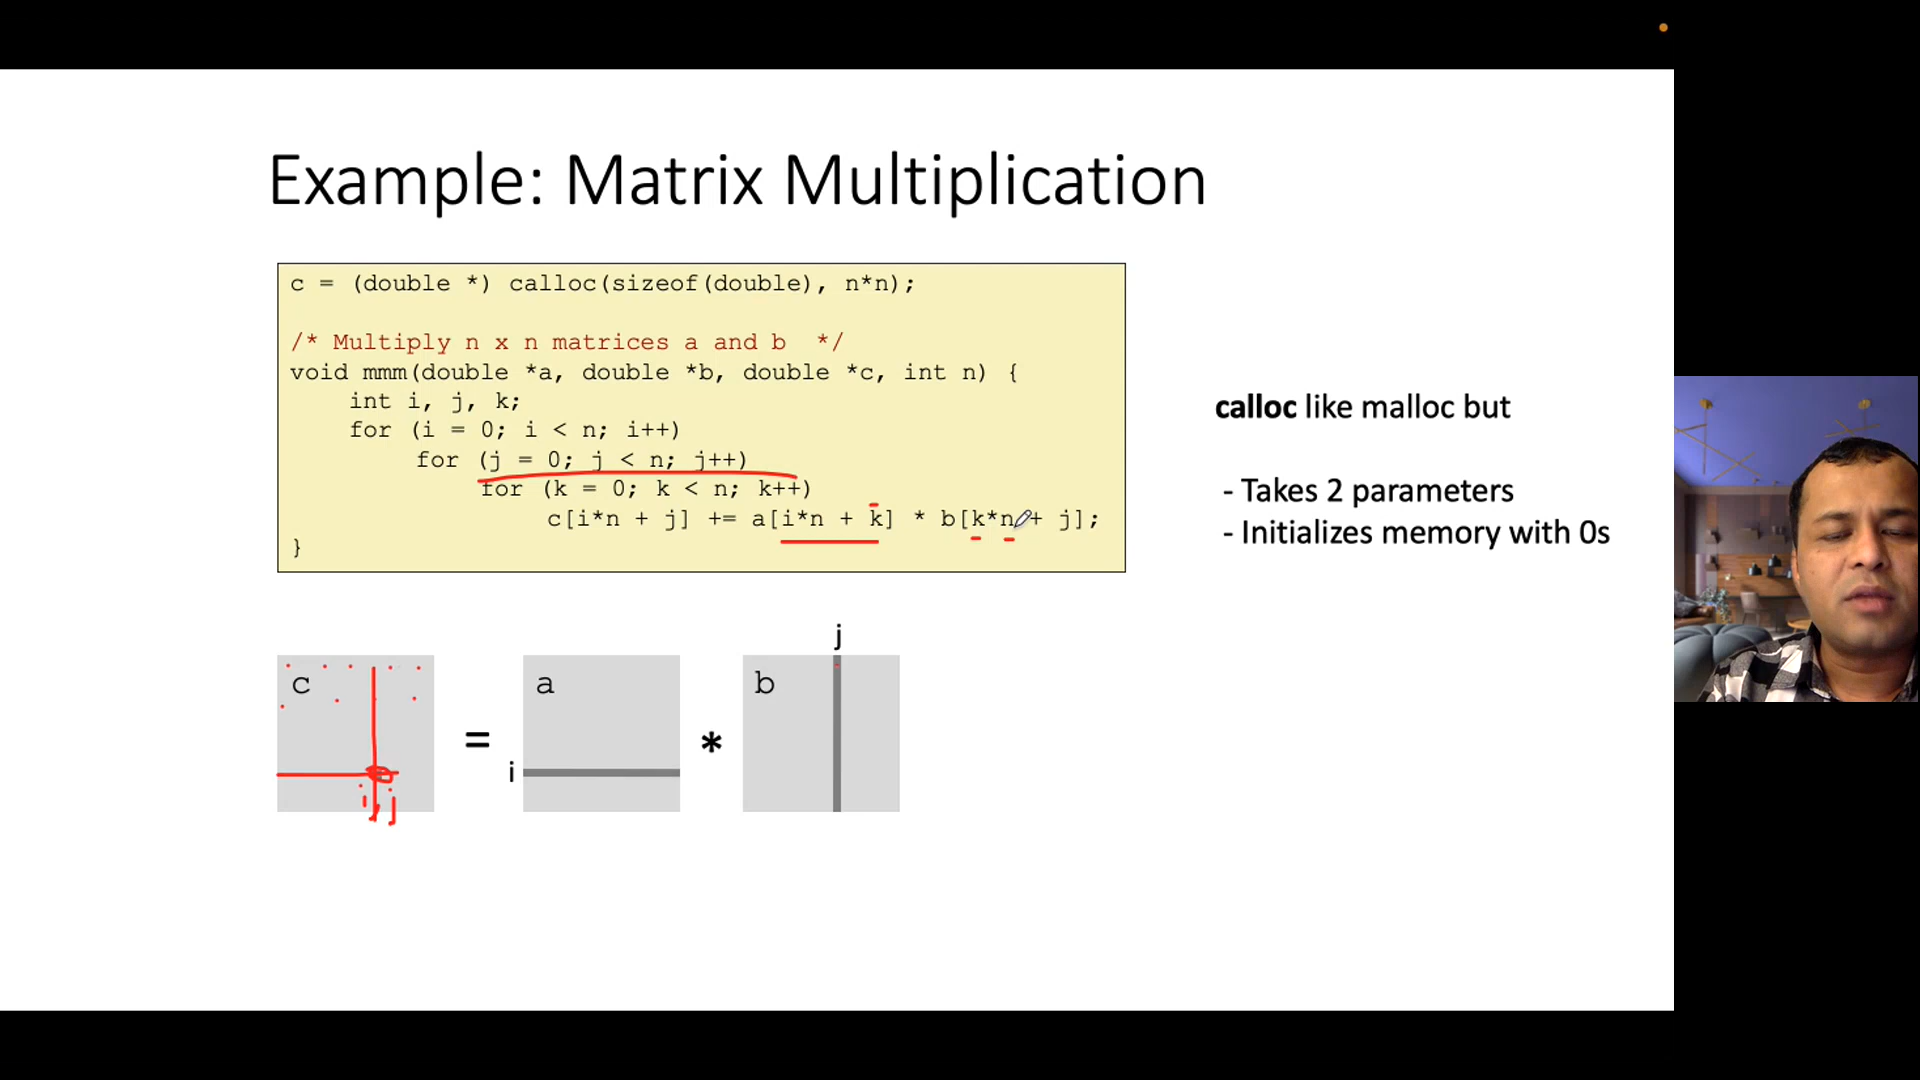 Example: Matrix Multiplication
c = (double *) calloc(sizeof(double), n*n);
/* Multiply n x n matrices a and b  */
void mmm(double *a, double *b, double *c, int n) {
int i, j, k;
for (i = 0; i < n; i++)
for (j = 0; j < n; j++)
for (k = 0; k < n; k++)
c[i*n + j] += a[i*n + k] * b[k*n + j];
}
calloc like malloc but
- Takes 2 parameters
- Initializes memory with 0s
j
c
a
b
=
*
i
i,j